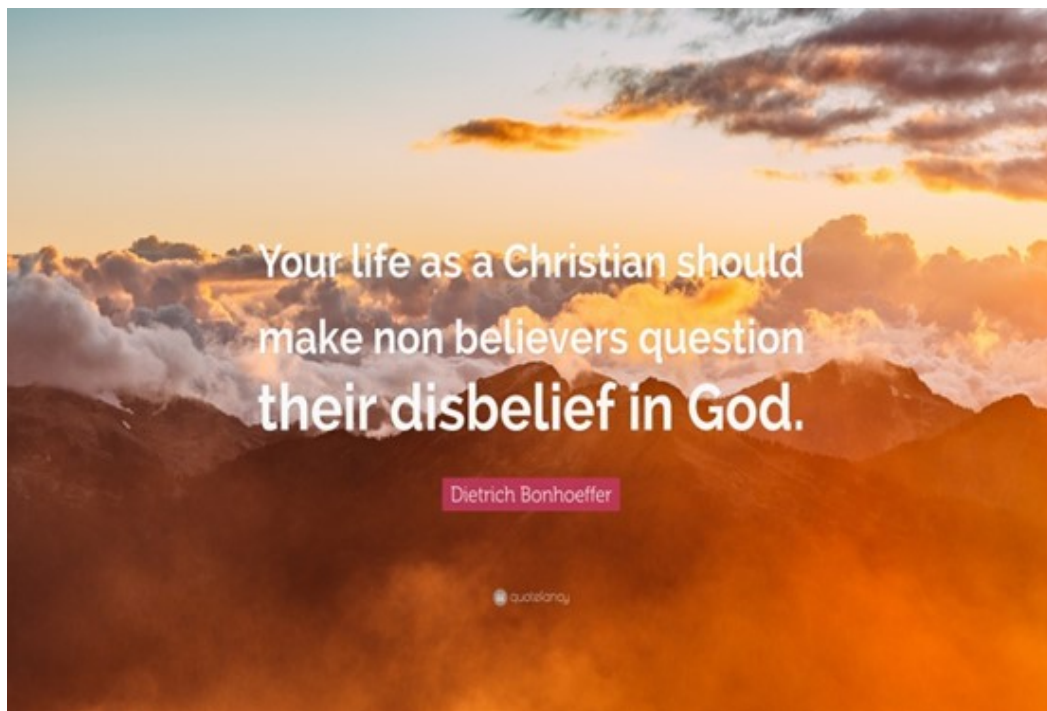 Your life as a Christian should
make non believers question
their disbelief in God.
Dietrich Bonhoeffer
quotefancy